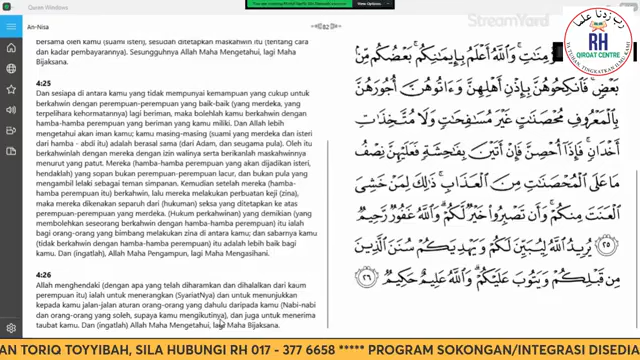 Quran Windows
An-Nisa
82
StreamYard
bersama oleh kamu (suami isteri), sesudah ditetapkan maskahwin itu (tentang cara
dan kadar pembayarannya). Sesungguhnya Allah Maha Mengetahui, lagi Maha
Bijaksana.
4:25
Dan sesiapa di antara kamu yang tidak mempunyai kemampuan yang cukup untuk
berkahwin dengan perempuan-perempuan yang baik-baik (yang merdeka, yang
terpelihara kehormatannya) lagi beriman, maka bolehlah kamu berkahwin dengan
hamba-hamba perempuan yang beriman yang kamu miliki. Dan Allah lebih
mengetahui akan iman kamu; kamu masing-masing (suami yang merdeka dan isteri
dari hamba - abdi itu) adalah berasal sama (dari Adam, dan seugama pula). Oleh itu
berkahwinlah dengan mereka dengan izin walinya serta berikanlah maskahwinnya
menurut yang patut. Mereka (hamba-hamba perempuan yang akan dijadikan isteri,
hendaklah) yang sopan bukan perempuan-perempuan lacur, dan bukan pula yang
mengambil lelaki sebagai teman simpanan. Kemudian setelah mereka (hamba-
hamba perempuan itu) berkahwin, lalu mereka melakukan perbuatan keji (zina),
maka mereka dikenakan separuh dari (hukuman) seksa yang ditetapkan ke atas
perempuan-perempuan yang merdeka. (Hukum perkahwinan) yang demikian (yang
membolehkan seseorang berkahwin dengan hamba-hamba perempuan) itu ialah
bagi orang-orang yang bimbang melakukan zina di antara kamu; dan sabarnya kamu
(tidak berkahwin dengan hamba-hamba perempuan) itu adalah lebih baik bagi
kamu. Dan (ingatlah), Allah Maha Pengampun, lagi Maha Mengasihani.
4:26
Allah menghendaki (dengan apa yang telah diharamkan dan dihalalkan dari kaum
perempuan itu) ialah untuk menerangkan (SyariatNya) dan untuk menunjukkan
kepada kamu jalan-jalan aturan orang-orang yang dahulu daripada kamu (Nabi-nabi
dan orang-orang yang soleh, supaya kamu mengikutinya), dan juga untuk menerima
taubat kamu. Dan (ingatlah) Allah Maha Mengetahui, lagi Maha Bijaksana.
وَاللَّهُ أَعْلَمُ بِإِيمَانِكُم بَعْضُكُم مِّن
بَعْضٍ فَانكِحُوهُنَّ بِإِذْنِ أَهْلِهِنَّ وَءَاتُوهُنَّ أُجُورَهُنَّ
بِالْمَعْرُوفِ مُحْصَنَاتٍ غَيْرَ مُسَافِحَاتٍ وَلَا مُتَّخِذَاتِ
أَخْدَانٍ فَإِذَا أُحْصِنَّ فَإِنْ أَتَيْنَ بِفَاحِشَةٍ فَعَلَيْهِنَّ نِصْفُ
مَا عَلَى الْمُحْصَنَاتِ مِنَ الْعَذَابِ ذَٰلِكَ لِمَنْ خَشِيَ
الْعَنَتَ مِنكُمْ وَأَن تَصْبِرُوا خَيْرٌ لَّكُمْ وَاللَّهُ غَفُورٌ رَّحِيمٌ
٢٥ يُرِيدُ اللَّهُ لِيُبَيِّنَ لَكُمْ وَيَهْدِيَكُمْ سُنَنَ الَّذِينَ
مِن قَبْلِكُمْ وَيَتُوبَ عَلَيْكُمْ وَاللَّهُ عَلِيمٌ حَكِيمٌ ٢٦
رب زدنا علما
RH
QIROAT CENTRE
AN TORIQ TOYYIBAH, SILA HUBUNGI RH 017 - 377 6658 ***** PROGRAM SOKONGAN/INTEGRASI DISEDIA